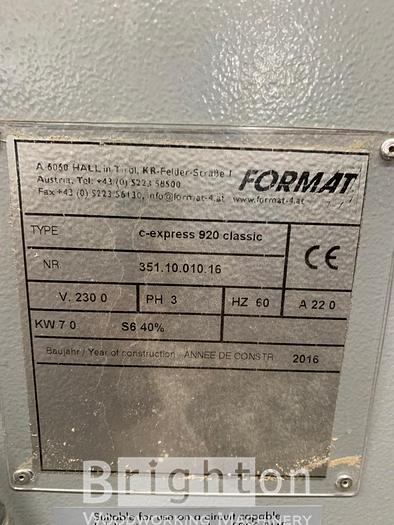 A 6060 HALL in Tirol, KR-Felder-Straße 1
Austria, Tel: +43 (0) 5223 58500
Fax +43 (0) 5223 56130, info@format-4.at www.format-4.at
FORMAT
TYPE c-express 920 classic
CE
NR 351.10.010.16
V. 230 0 PH 3 HZ 60 A 22 0
KW 7 0 S6 40%
Baujahr / Year of construction - ANNEE DE CONSTR 2016
Brighton
WOODWORKING MACHINERY
Suitable for use on a circuit capable